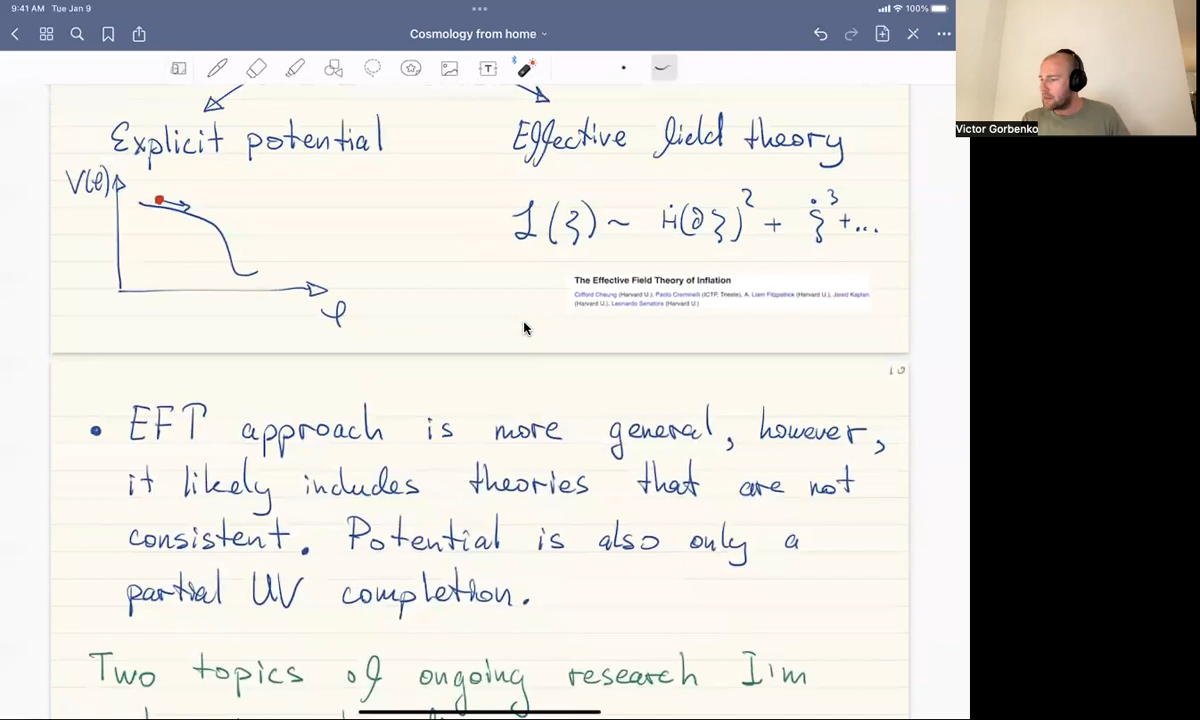 9:41 AM Tue Jan 9
100%
Cosmology from home
Victor Gorbenko
Explicit potential
Effective field theory
V(φ)
φ
L(ξ) ~ Ḣ(∂ξ)² + ξ̇³ + ...
The Effective Field Theory of Inflation
Clifford Cheung (Harvard U.), Paolo Creminelli (ICTP, Trieste), A. Liam Fitzpatrick (Harvard U.), Jared Kaplan
(Harvard U.), Leonardo Senatore (Harvard U.)
10
• EFT approach is more general, however,
it likely includes theories that are not
consistent. Potential is also only a
partial UV completion.
Two topics of ongoing research I'm